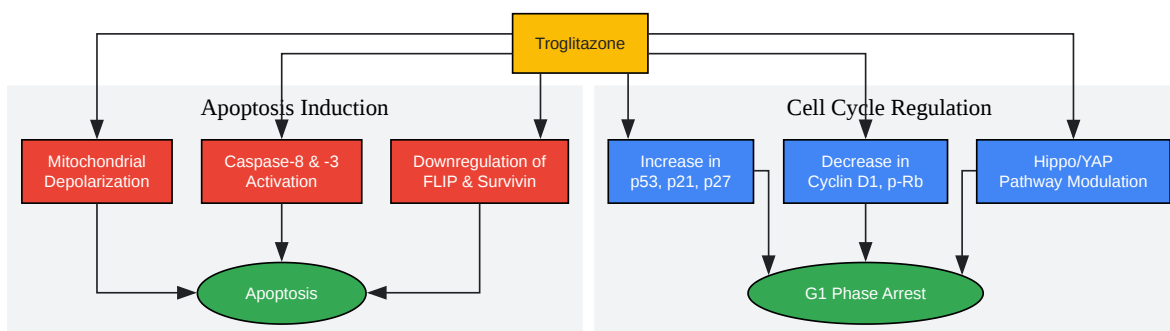 Troglitazone
Apoptosis Induction
Cell Cycle Regulation
Mitochondrial
Depolarization
Caspase-8 & -3
Activation
Downregulation of
FLIP & Survivin
Increase in
p53, p21, p27
Decrease in
Cyclin D1, p-Rb
Hippo/YAP
Pathway Modulation
Apoptosis
G1 Phase Arrest